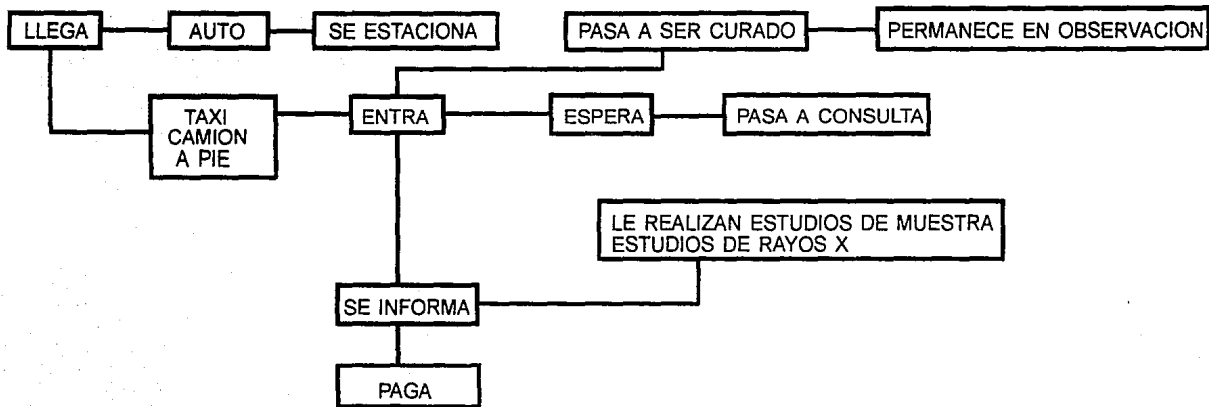 LLEGA
AUTO
SE ESTACIONA
PASA A SER CURADO
PERMANECE EN OBSERVACION
TAXI
CAMION
A PIE
ENTRA
ESPERA
PASA A CONSULTA
LE REALIZAN ESTUDIOS DE MUESTRA
ESTUDIOS DE RAYOS X
SE INFORMA
PAGA